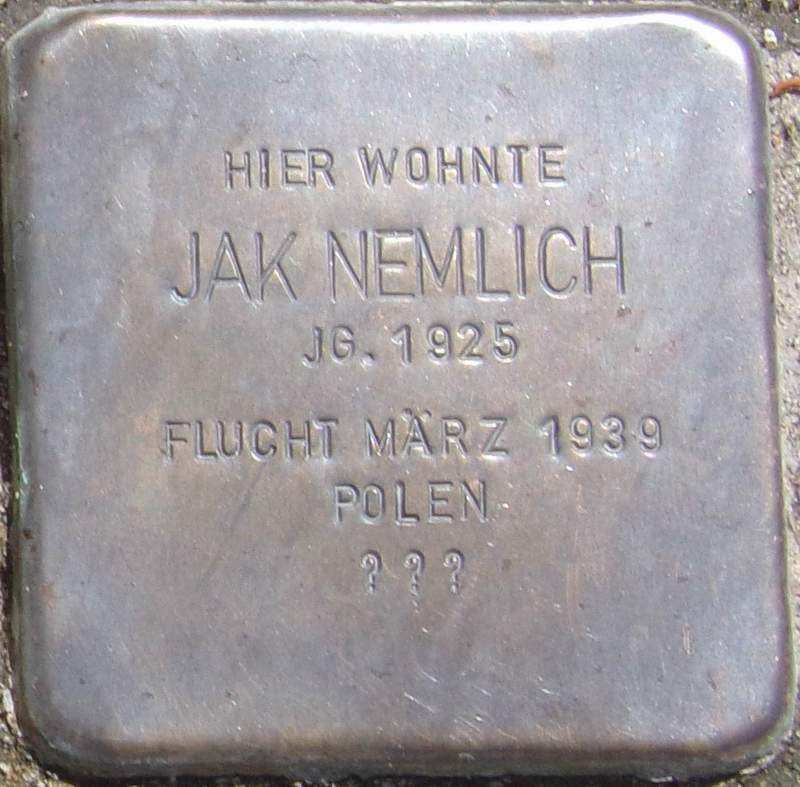 HIER WOHNTE
JAK NEMLICH
JG. 1925
FLUCHT MÄRZ 1939
POLEN
? ? ?